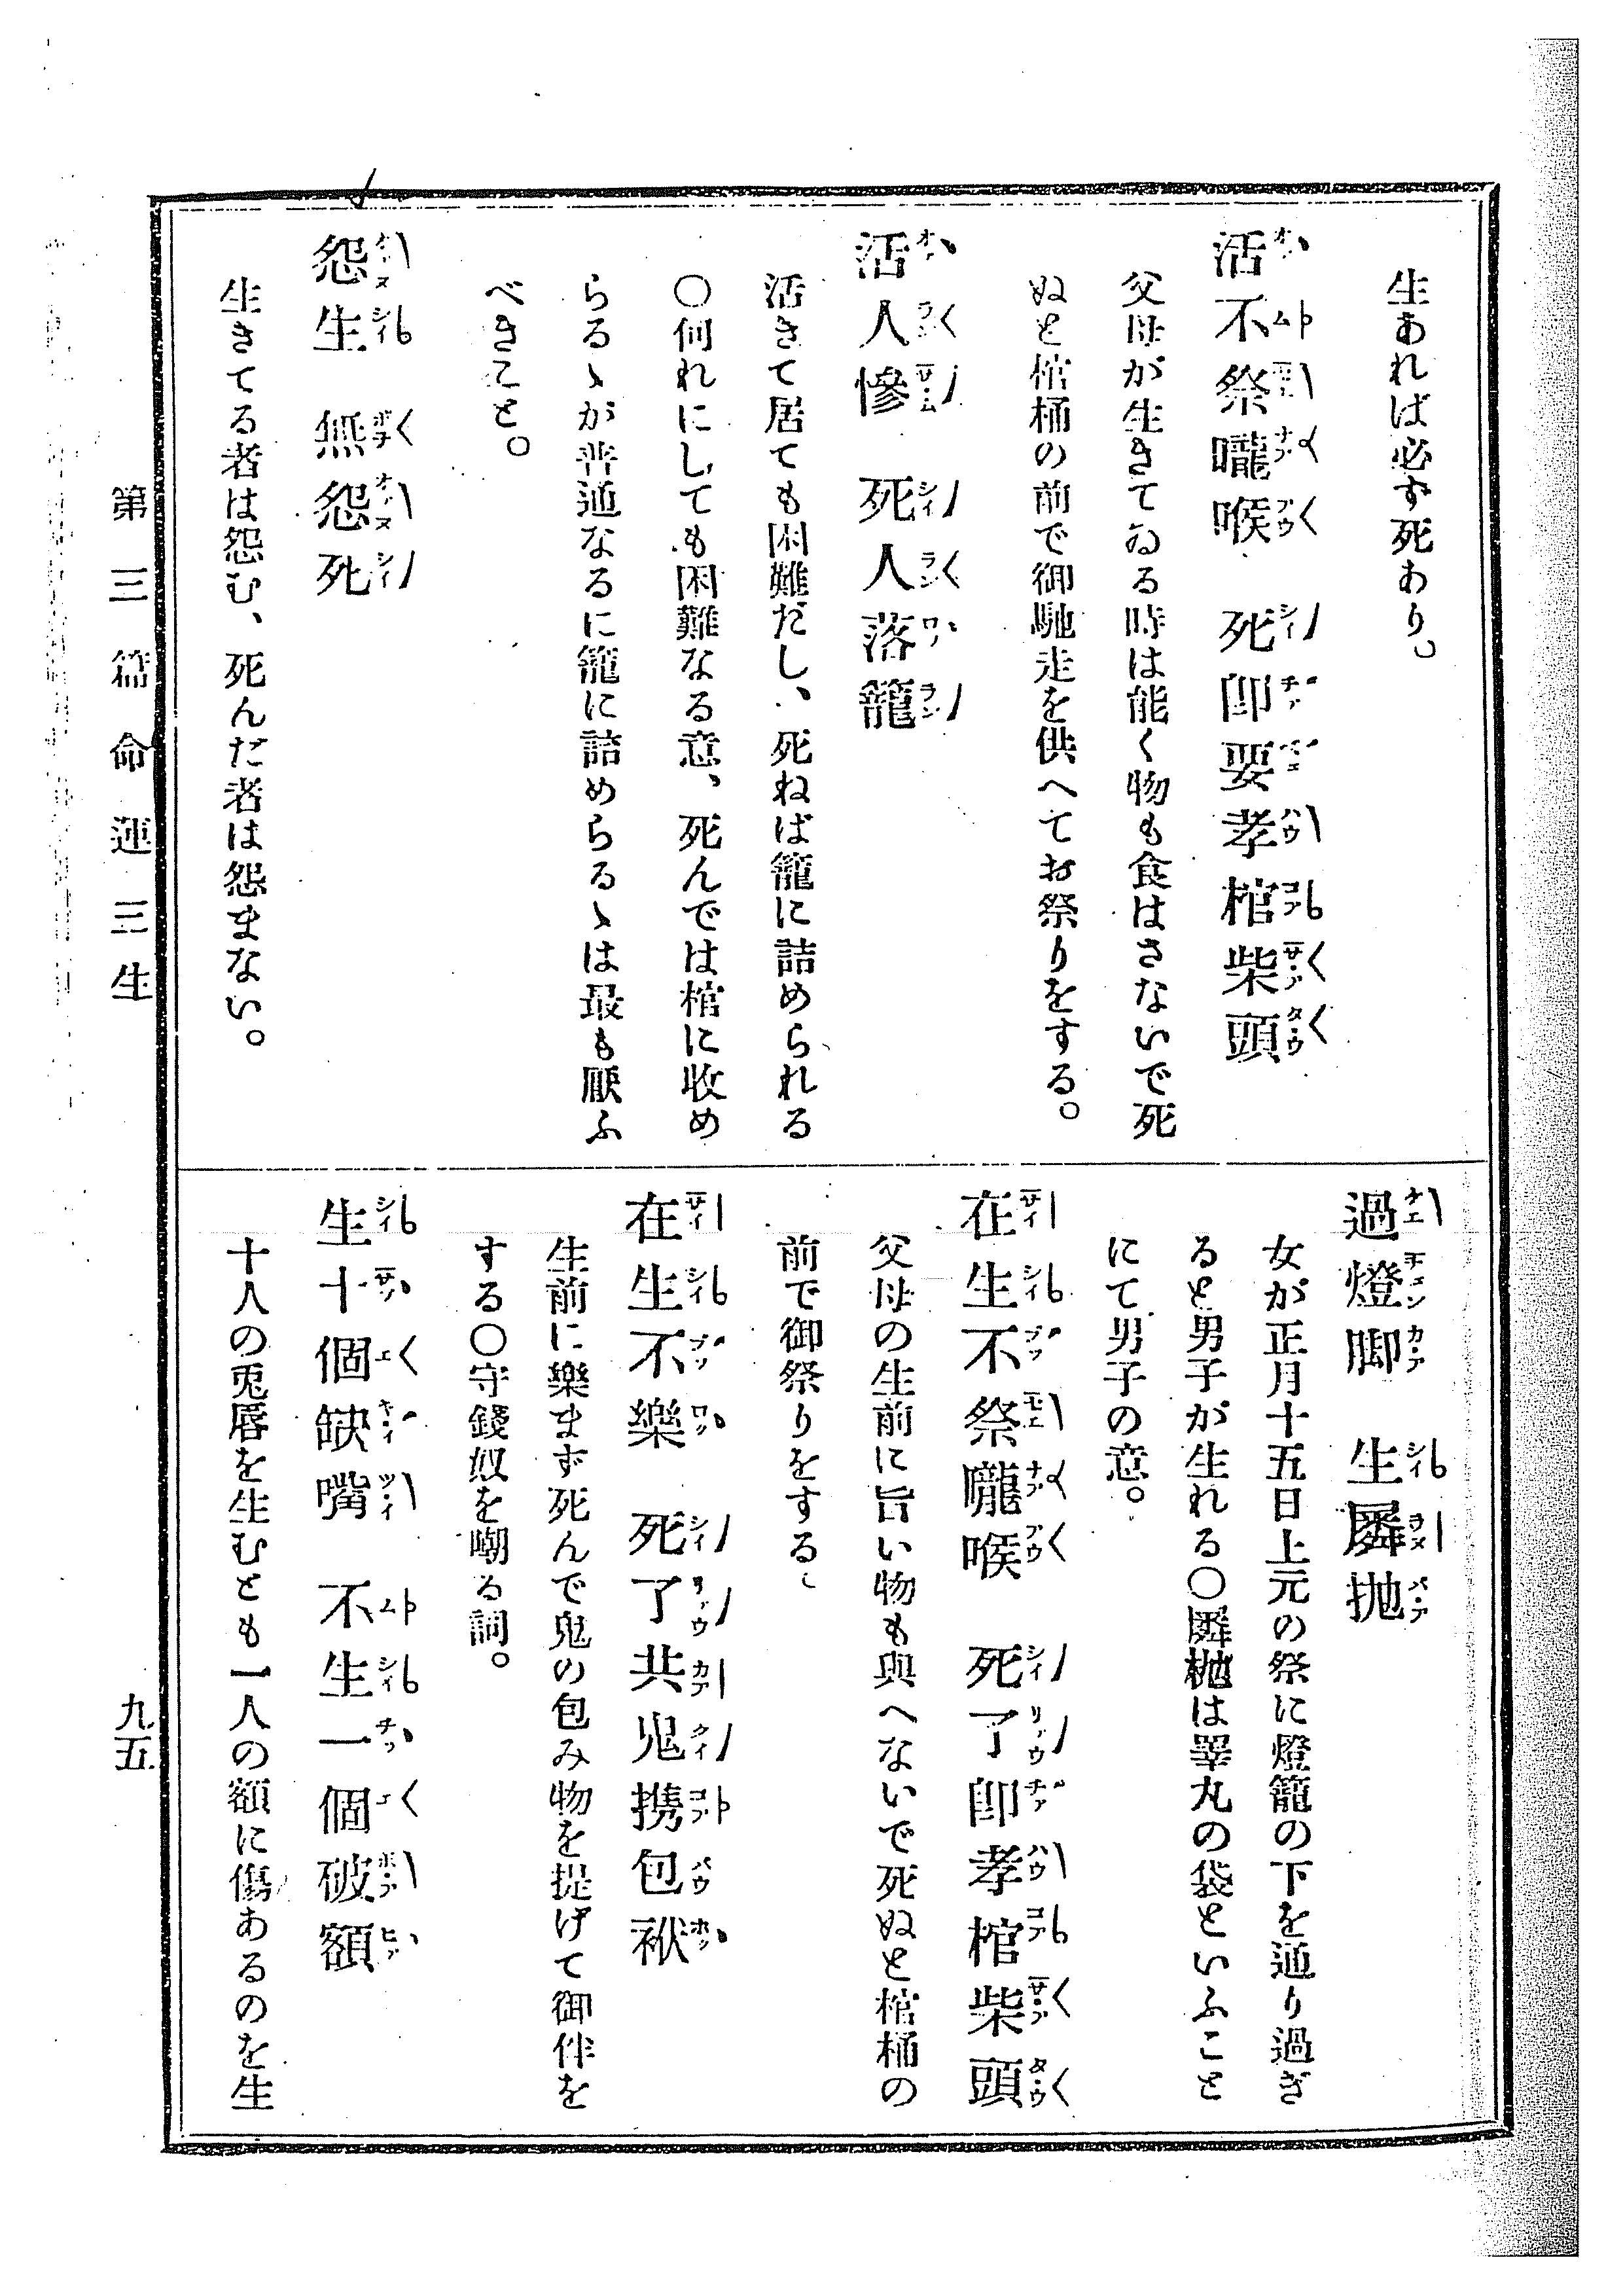 生あれば必ず死あり。
活不祭嚨喉　死卽要孝棺柴頭
父母が生きてゐる時は能く物も食はさないで死
ぬと棺桶の前で御馳走を供へてお祭りをする。
活人慘　死人落籠
活きて居ても困難だし、死ねば籠に詰められる
〇何れにしても困難なる意、死んでは棺に收め
らるゝが普通なるに籠に詰めらるゝは最も厭ふ
べきこと。
怨生　無怨死
生きてる者は怨む、死んだ者は怨まない。
過燈脚　生𡳞抛
女が正月十五日上元の祭に燈籠の下を通り過ぎ
ると男子が生れる〇𡳞抛は睪丸の袋といふこと
にて男子の意。
在生不祭嚨喉　死了卽孝棺柴頭
父母の生前に旨い物も與へないで死ぬと棺桶の
前で御祭りをする。
在生不樂　死了共鬼携包袱
生前に樂まず死んで鬼の包み物を提げて御伴を
する〇守錢奴を嘲る詞。
生十個缺嘴　不生一個破額
十人の兎唇を生むとも一人の額に傷あるのを生
第三篇　命運　三生
九五